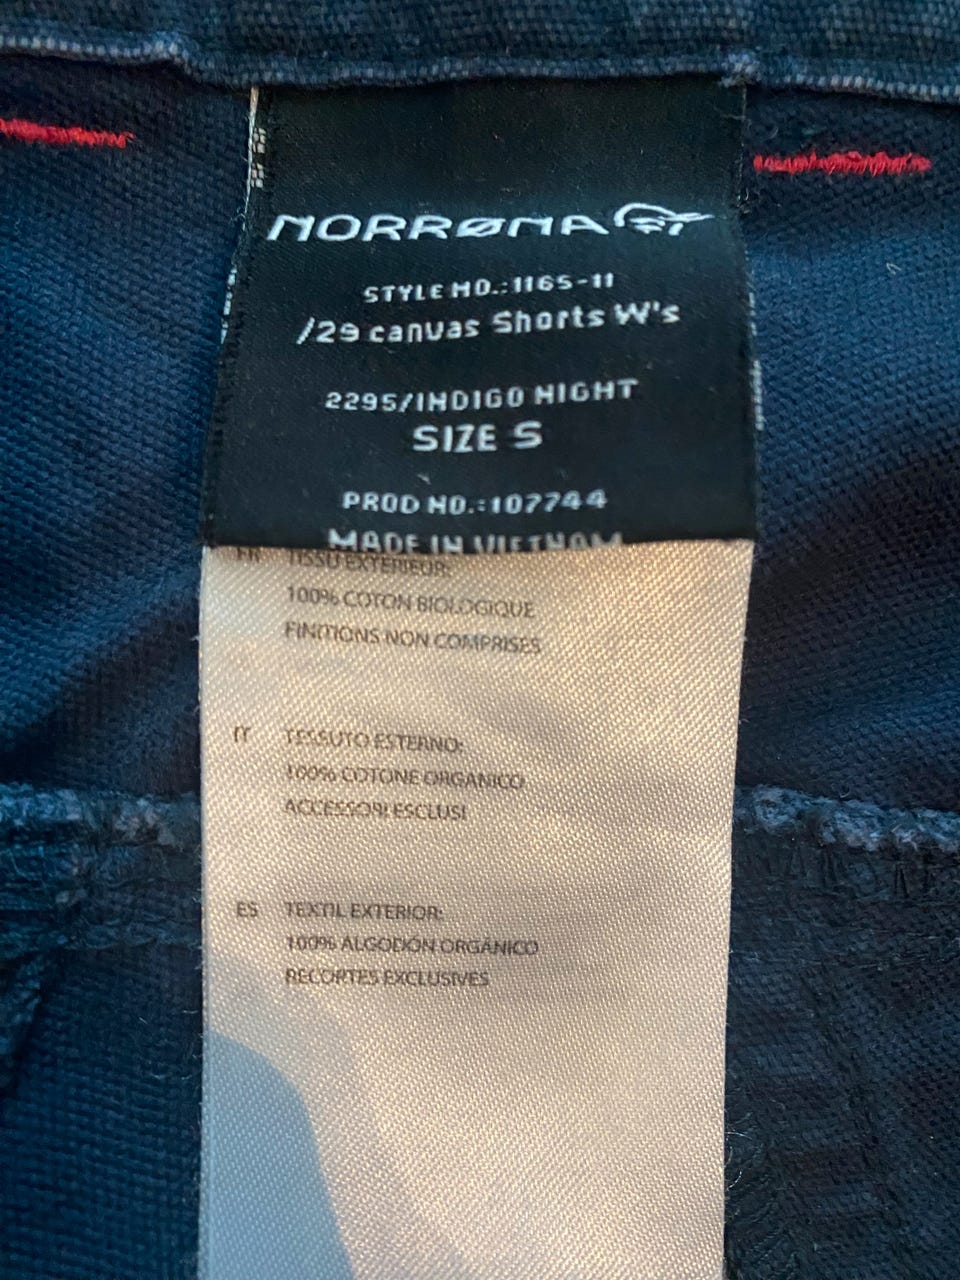 NORRØNA
STYLE NO.:1165-11
/29 canvas Shorts W's
2295/INDIGO NIGHT
SIZE S
PROD NO.:107744
MADE IN VIETNAM
FR TISSU EXTERIEUR:
100% COTON BIOLOGIQUE
FINITIONS NON COMPRISES
IT TESSUTO ESTERNO:
100% COTONE ORGANICO
ACCESSORI ESCLUSI
ES TEXTIL EXTERIOR:
100% ALGODÓN ORGÁNICO
RECORTES EXCLUSIVES